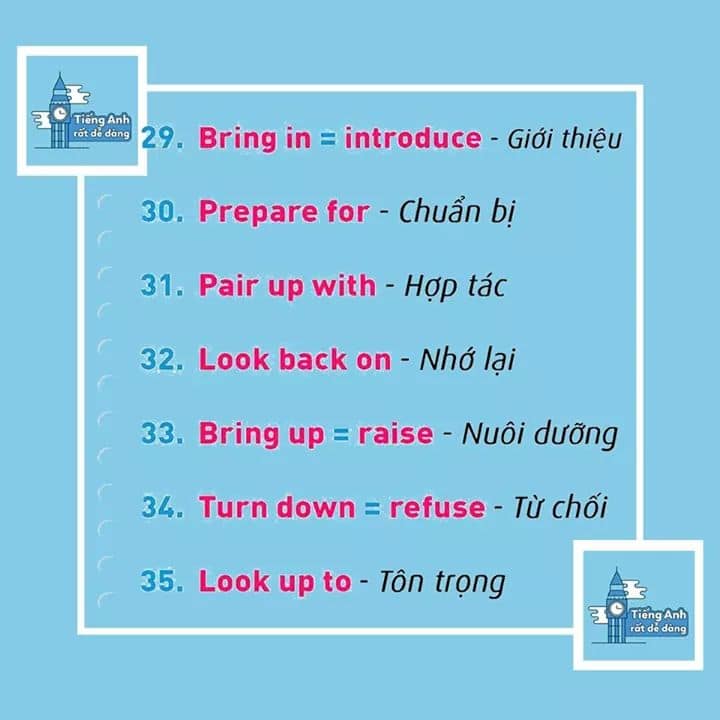 Tiếng Anh
rất dễ dàng
29. Bring in = introduce - Giới thiệu
30. Prepare for - Chuẩn bị
31. Pair up with - Hợp tác
32. Look back on - Nhớ lại
33. Bring up = raise - Nuôi dưỡng
34. Turn down = refuse - Từ chối
35. Look up to - Tôn trọng
Tiếng Anh
rất dễ dàng